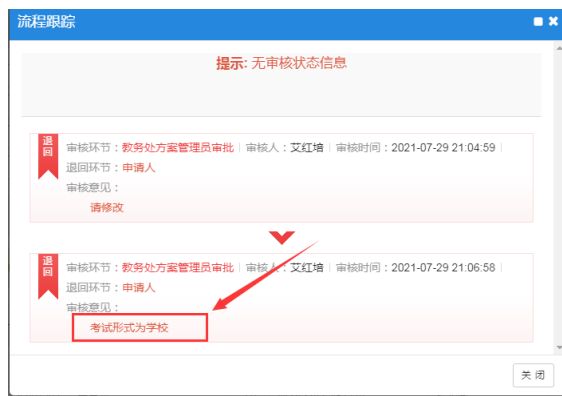 流程跟踪
提示: 无审核状态信息
退回
审核环节：教务处方案管理员审批 | 审核人：艾红培 | 审核时间：2021-07-29 21:04:59 |
退回环节：申请人
审核意见：
请修改
退回
审核环节：教务处方案管理员审批 | 审核人：艾红培 | 审核时间：2021-07-29 21:06:58 |
退回环节：申请人
审核意见：
考试形式为学校
关 闭